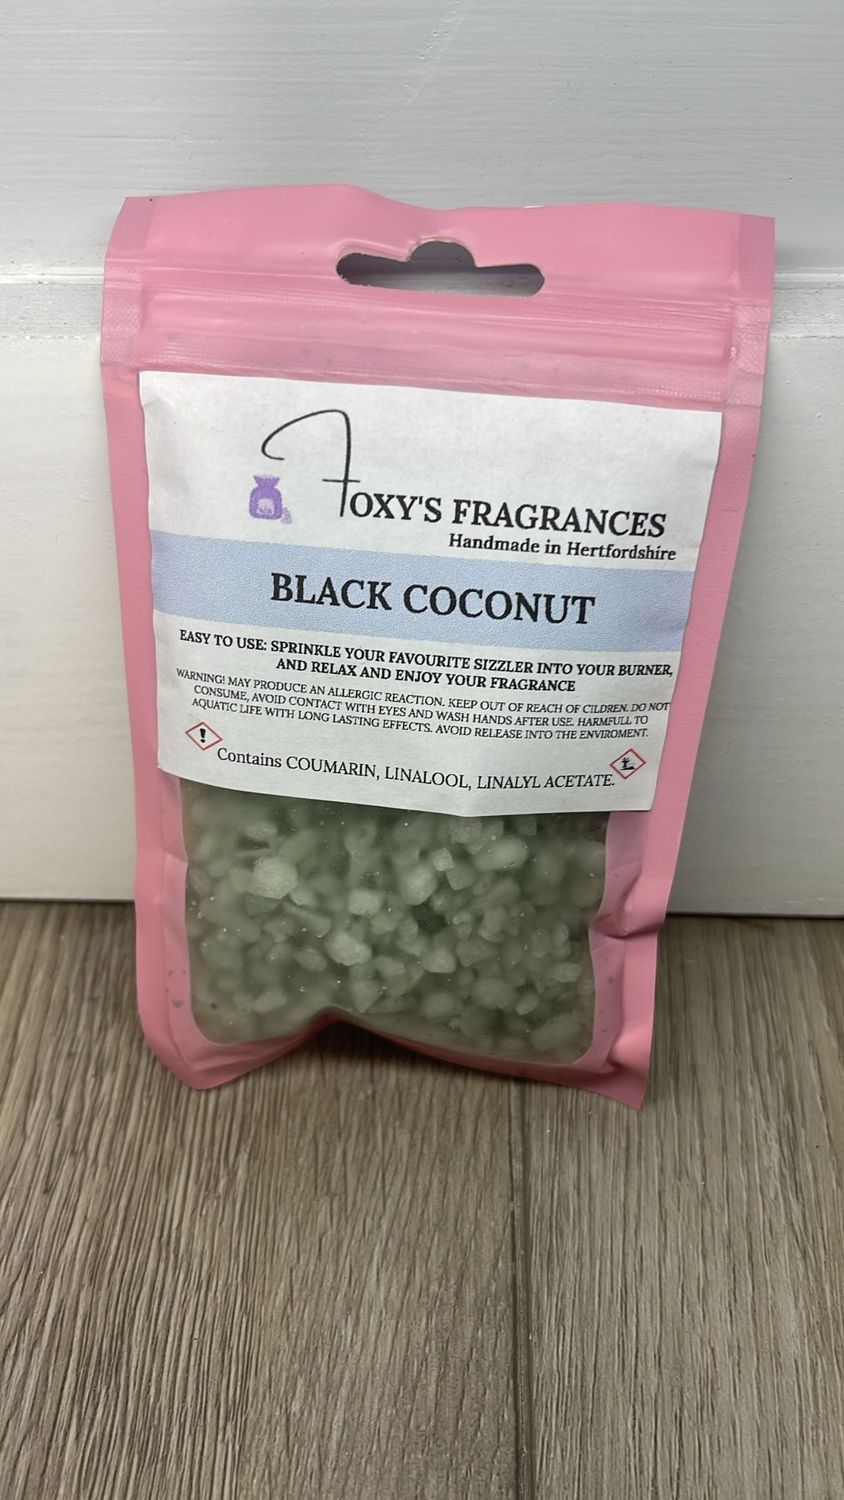 FOXY'S FRAGRANCES
Handmade in Hertfordshire
BLACK COCONUT
EASY TO USE: SPRINKLE YOUR FAVOURITE SIZZLER INTO YOUR BURNER,
AND RELAX AND ENJOY YOUR FRAGRANCE
WARNING! MAY PRODUCE AN ALLERGIC REACTION. KEEP OUT OF REACH OF CILDREN. DO NOT
CONSUME, AVOID CONTACT WITH EYES AND WASH HANDS AFTER USE. HARMFULL TO
AQUATIC LIFE WITH LONG LASTING EFFECTS. AVOID RELEASE INTO THE ENVIROMENT.
Contains COUMARIN, LINALOOL, LINALYL ACETATE.